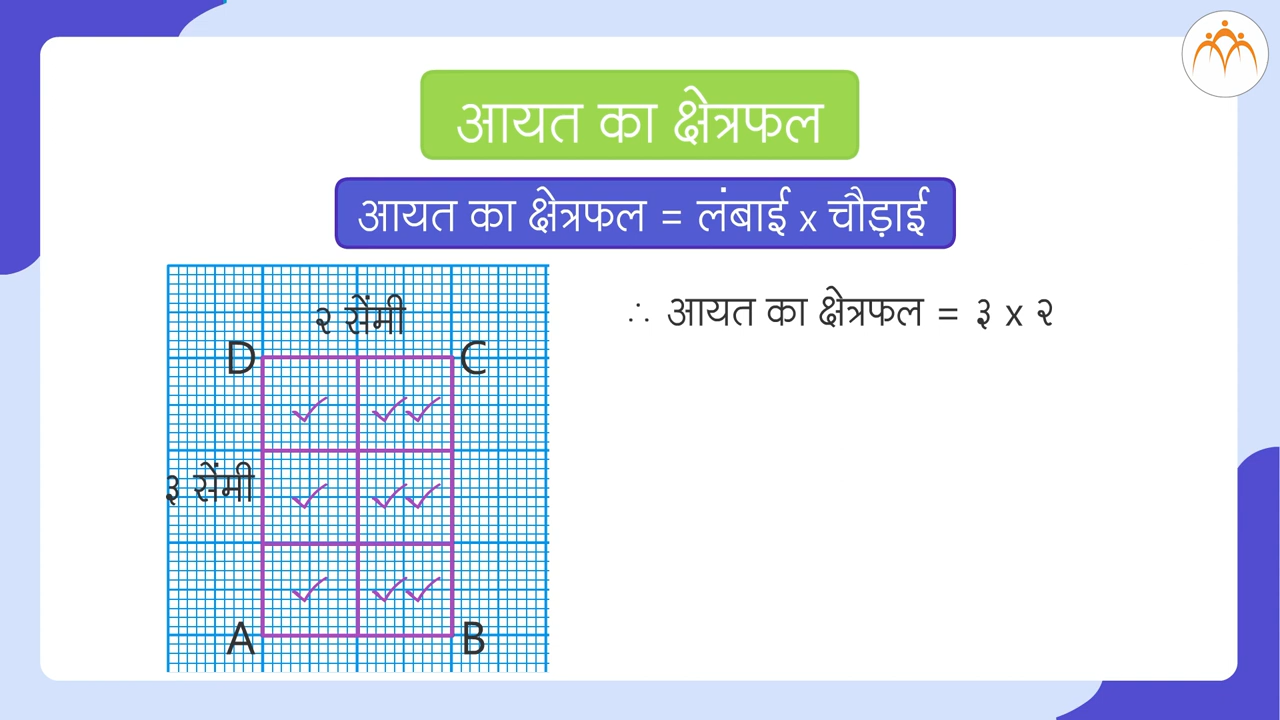 आयत का क्षेत्रफल
आयत का क्षेत्रफल = लंबाई x चौड़ाई
२ सेंमी
D
C
३ सेंमी
A
B
∴ आयत का क्षेत्रफल = ३ x २